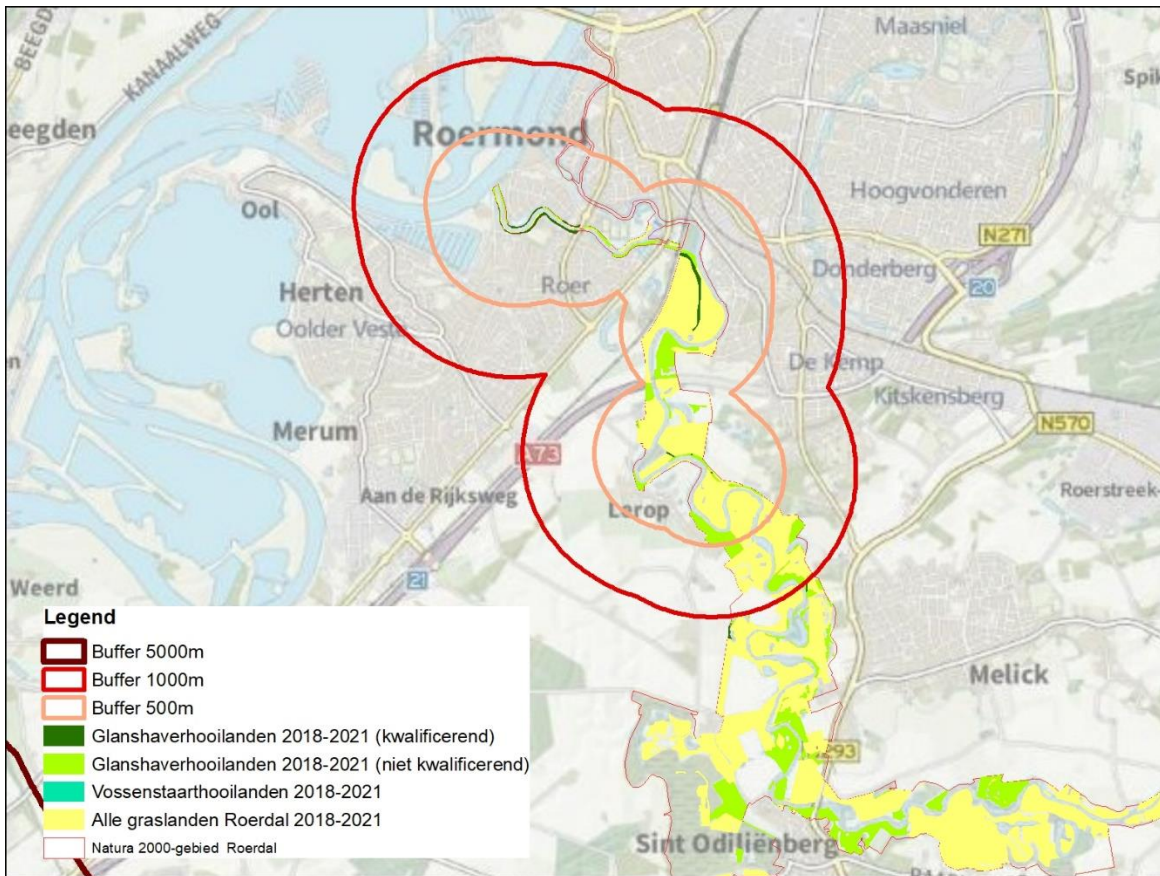 BEEGDEN
KANAALWEG
Maasniel
Spik
eegden
Roermond
Hoogvonderen
Ool
N271
Donderberg
20
Herten
Roer
Oolder Veste
De Kemp
Kitskensberg
Merum
N570
A73
Aan de Rijksweg
Roerstreek-
Lerop
21
Weerd
Melick
N293
Sint Odiliënberg
Legend
Buffer 5000m
Buffer 1000m
Buffer 500m
Glanshaverhooilanden 2018-2021 (kwalificerend)
Glanshaverhooilanden 2018-2021 (niet kwalificerend)
Vossenstaarthooilanden 2018-2021
Alle graslanden Roerdal 2018-2021
Natura 2000-gebied Roerdal